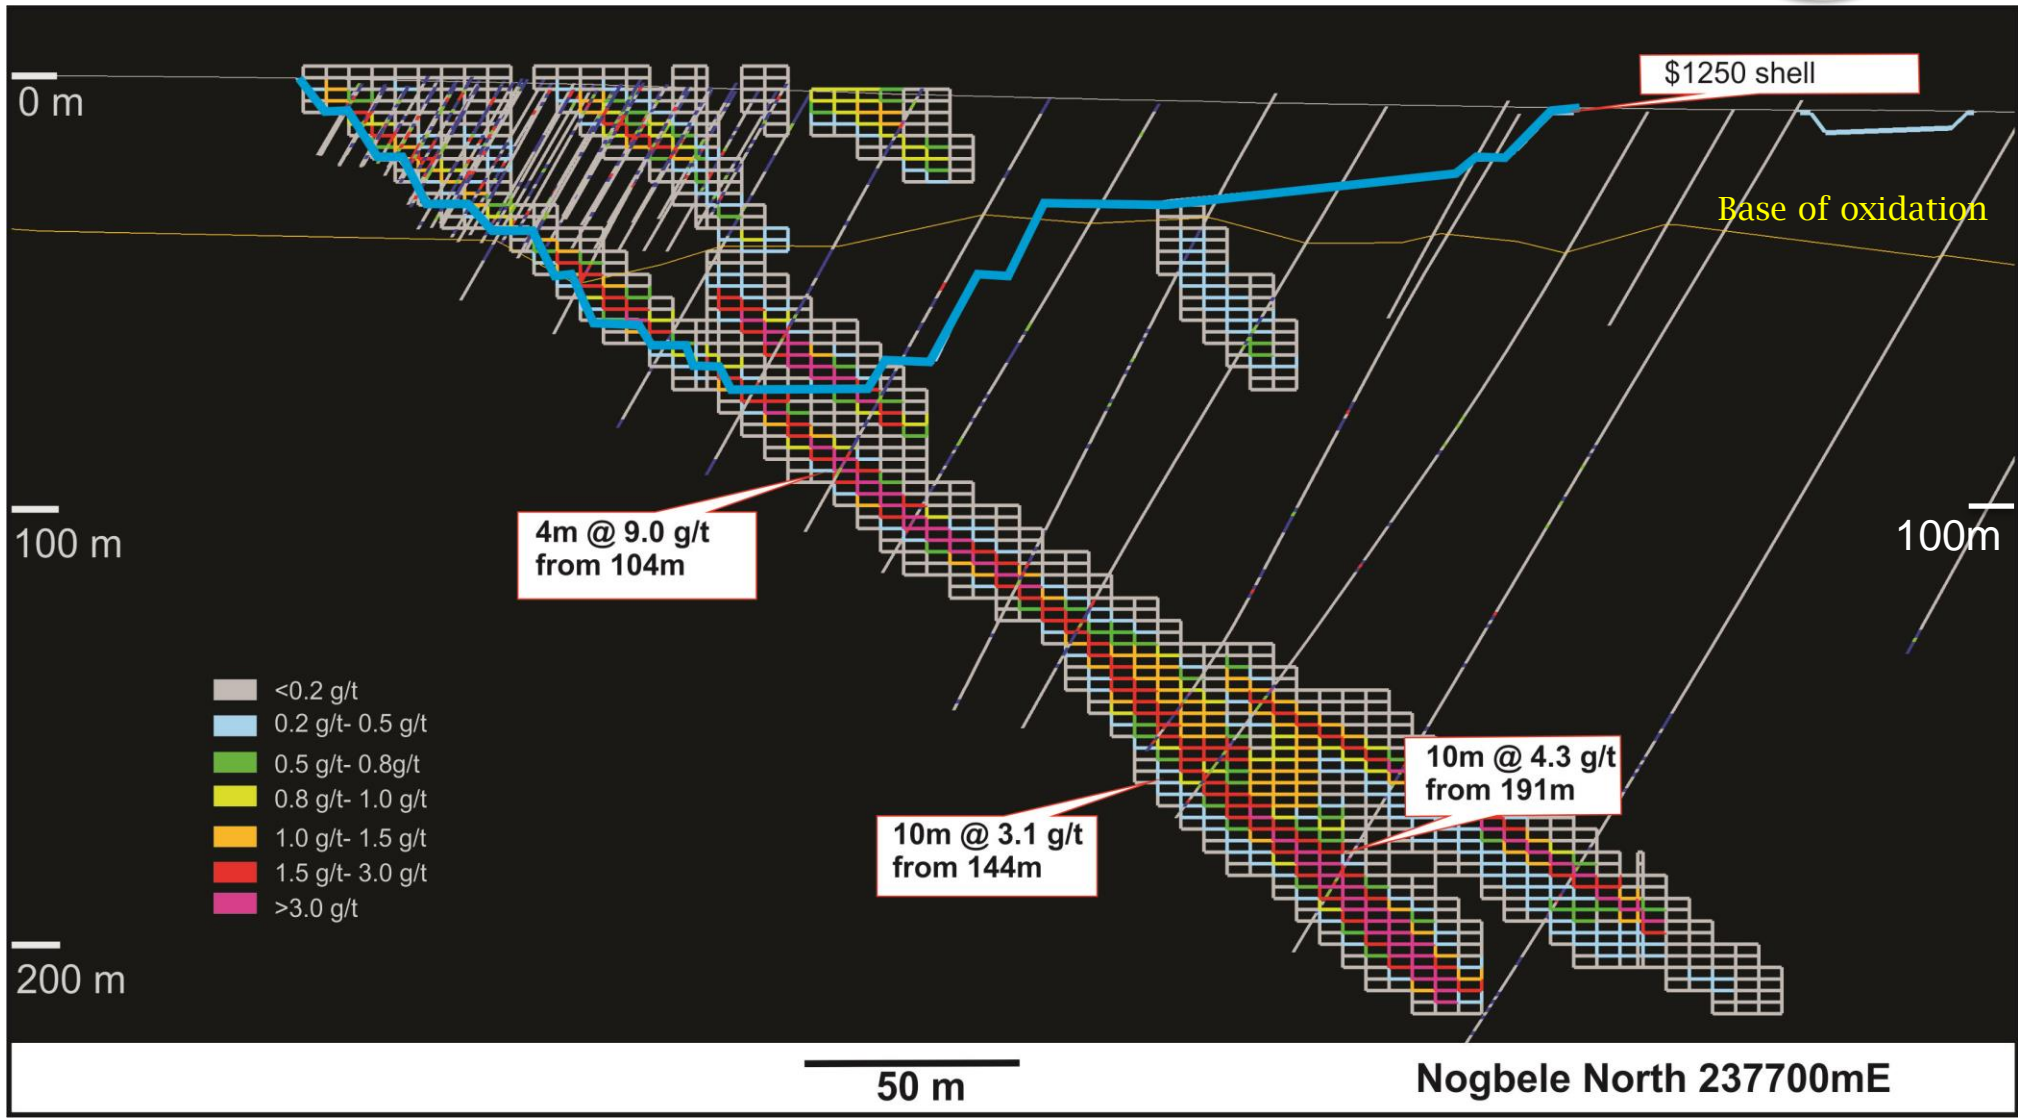 $1250 shell
0 m
Base of oxidation
4m @ 9.0 g/t
from 104m
100 m
100m
<0.2 g/t
0.2 g/t- 0.5 g/t
0.5 g/t- 0.8g/t
0.8 g/t- 1.0 g/t
1.0 g/t- 1.5 g/t
1.5 g/t- 3.0 g/t
>3.0 g/t
10m @ 4.3 g/t
from 191m
10m @ 3.1 g/t
from 144m
200 m
50 m
Nogbele North 237700mE